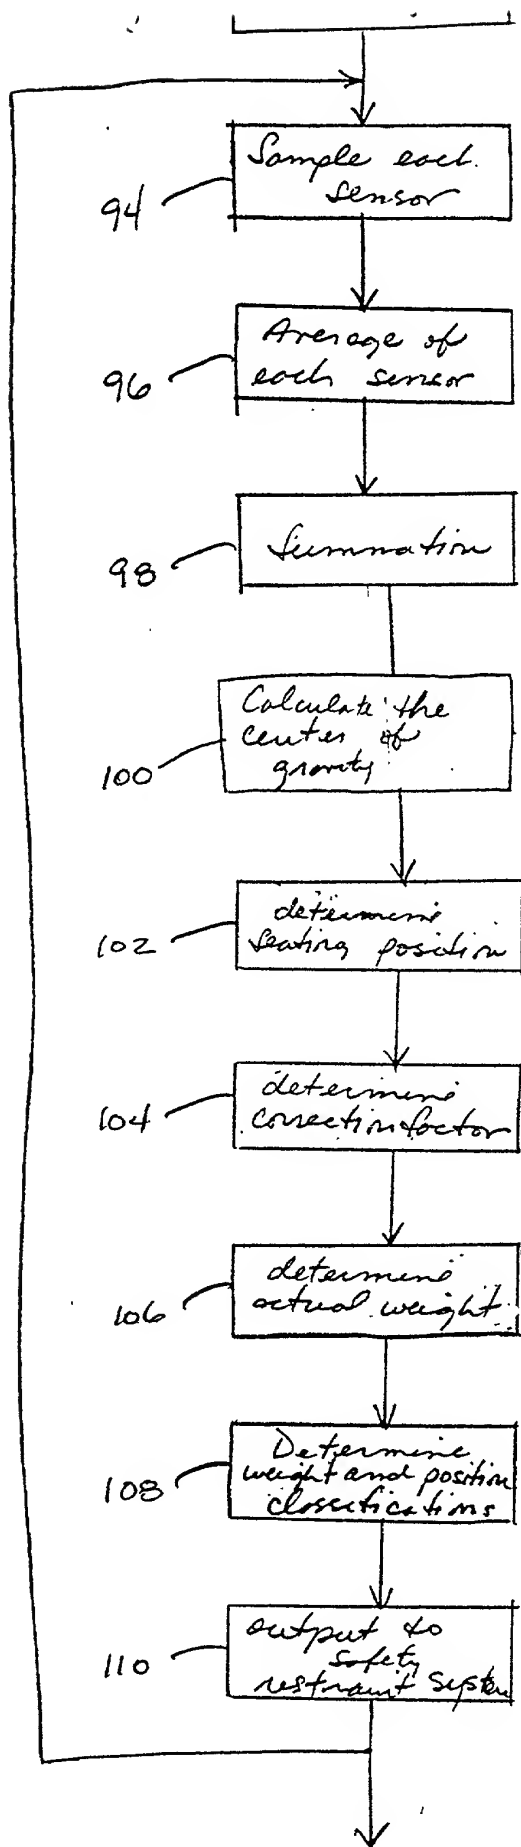 Sample each
sensor
94
Average of
each sensor
96
Summation
98
Calculate the
center of
gravity
100
determine
seating position
102
determine
correction factor
104
determine
actual weight
106
Determine
weight and position
classifications
108
output to
safety
restraint system
110